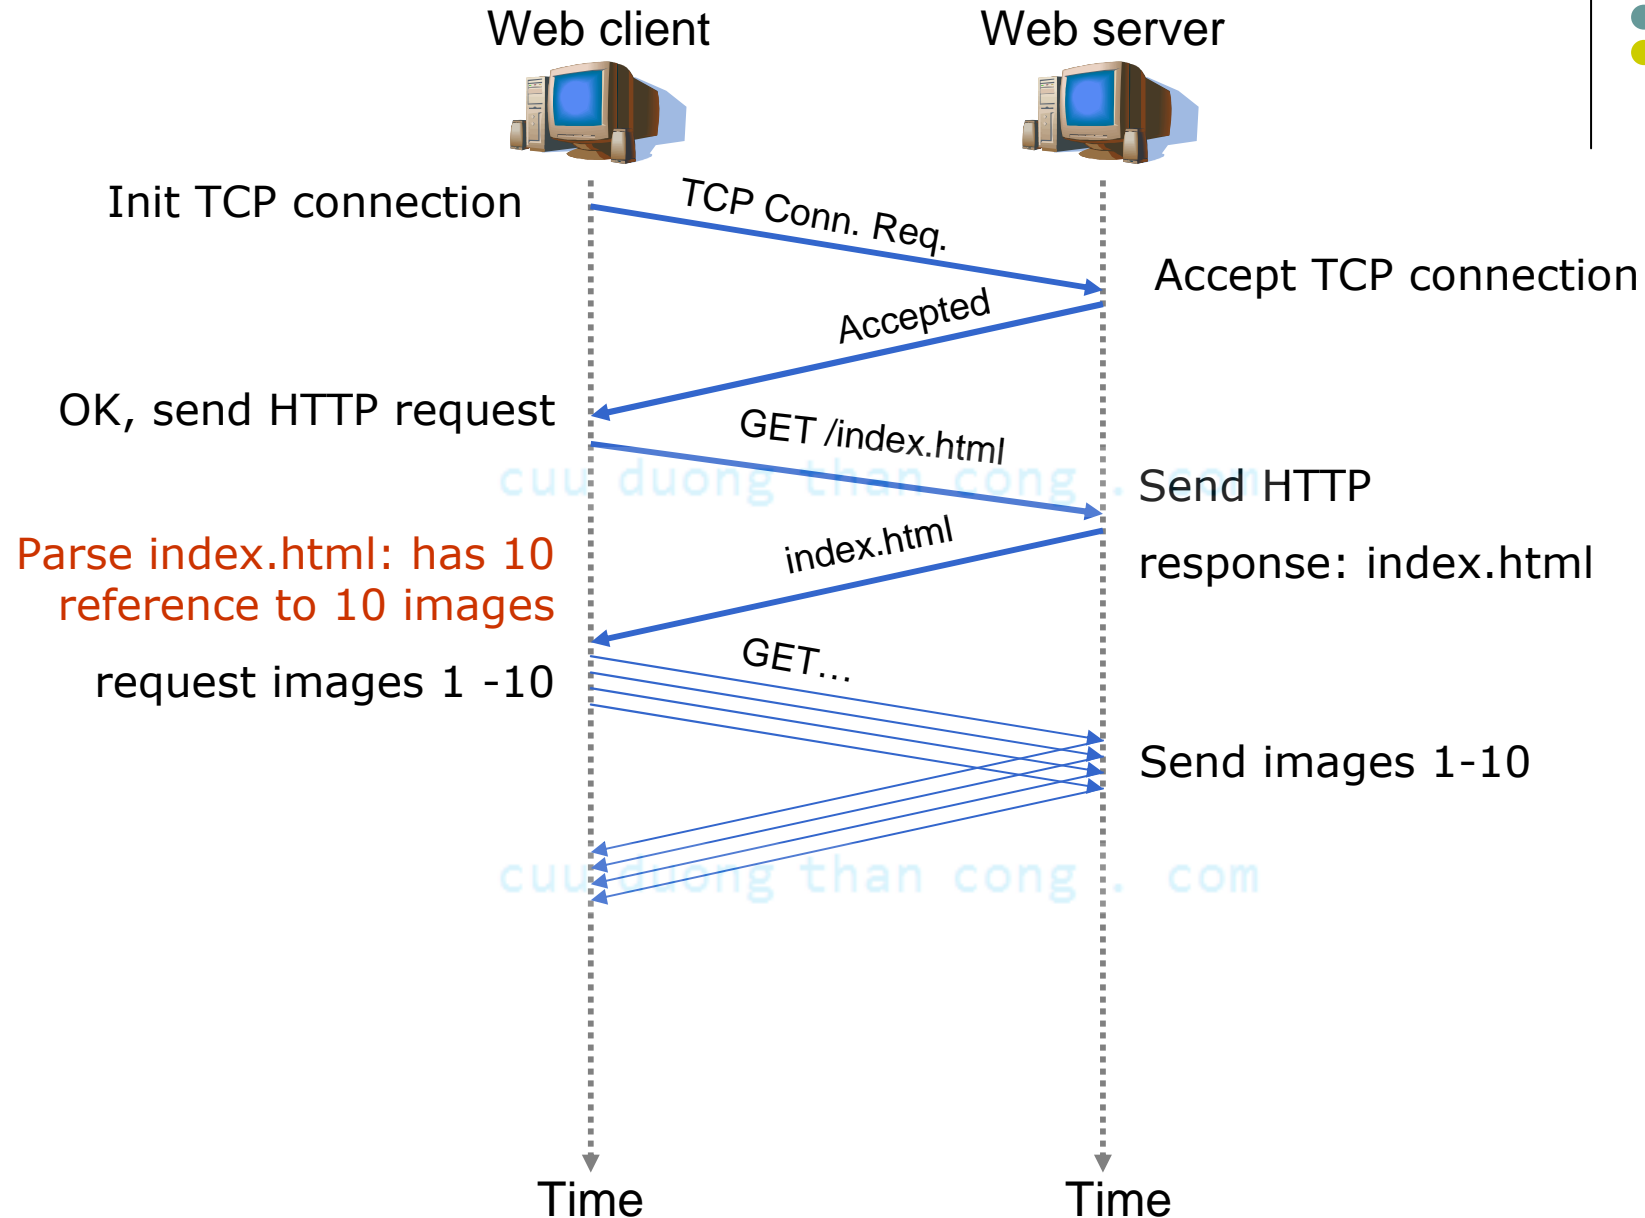 Web client
Web server
Init TCP connection
TCP Conn. Req.
Accept TCP connection
Accepted
OK, send HTTP request
GET /index.html
cuu duong than cong . com
Send HTTP
response: index.html
index.html
Parse index.html: has 10
reference to 10 images
request images 1 -10
GET...
Send images 1-10
cuu duong than cong . com
Time
Time